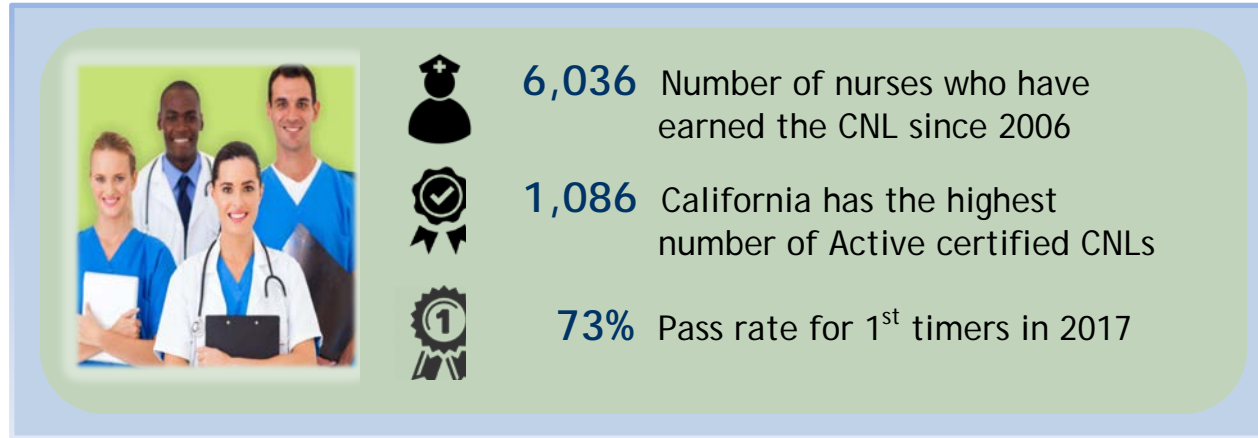 6,036 Number of nurses who have
earned the CNL since 2006
1,086 California has the highest
number of Active certified CNLs
1
73% Pass rate for 1st timers in 2017